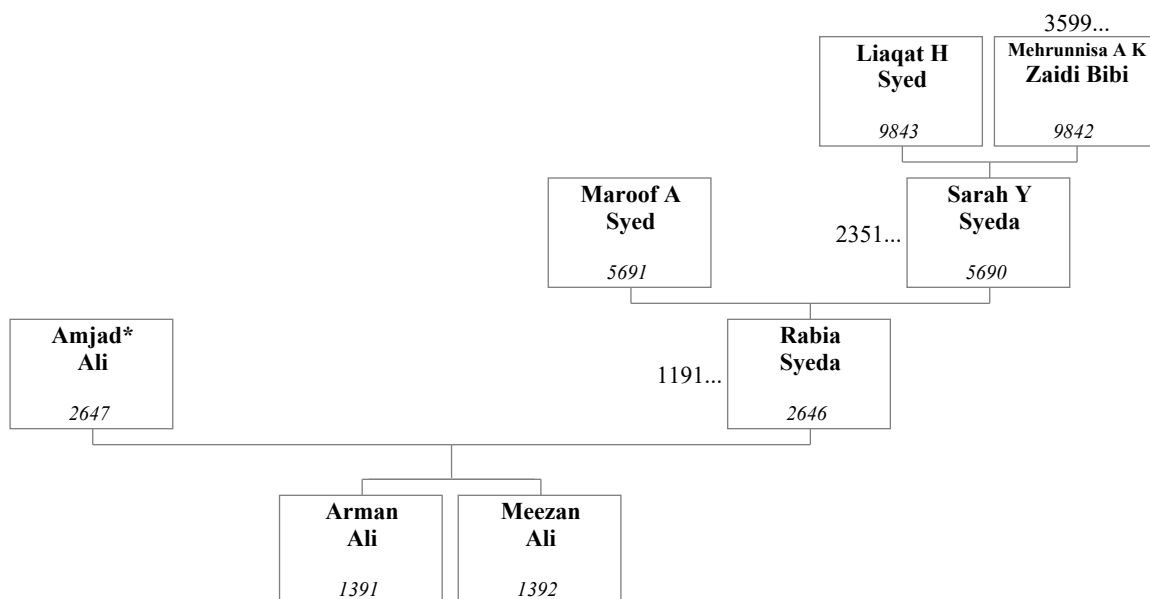 3599...
Liaqat H
Syed
9843
Mehrunnisa A K
Zaidi Bibi
9842
Maroof A
Syed
5691
2351...
Sarah Y
Syeda
5690
Amjad*
Ali
2647
1191...
Rabia
Syeda
2646
Arman
Ali
1391
Meezan
Ali
1392